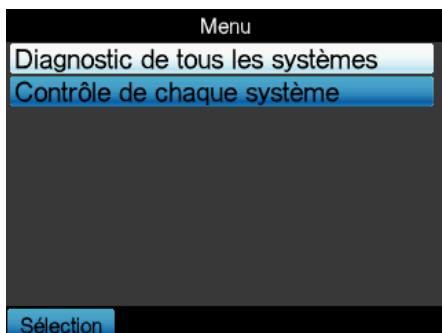 Menu
Diagnostic de tous les systèmes
Contrôle de chaque système
Sélection